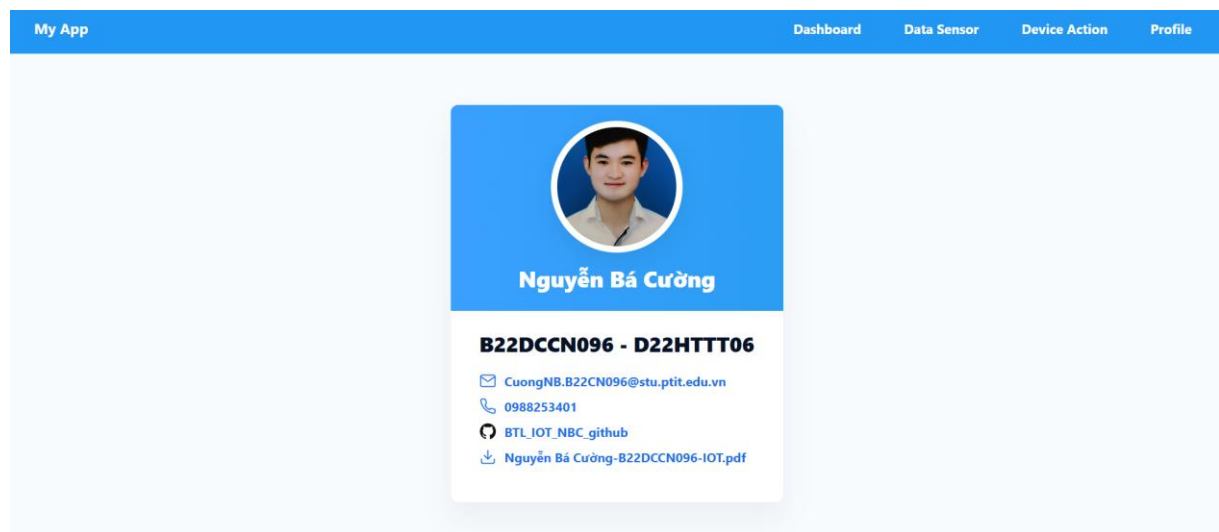 My App
Dashboard Data Sensor Device Action Profile
Nguyễn Bá Cường
B22DCCN096 - D22HTTT06
CuongNB.B22CN096@stu.ptit.edu.vn
0988253401
BTL_IOT_NBC_github
Nguyễn Bá Cường-B22DCCN096-IOT.pdf